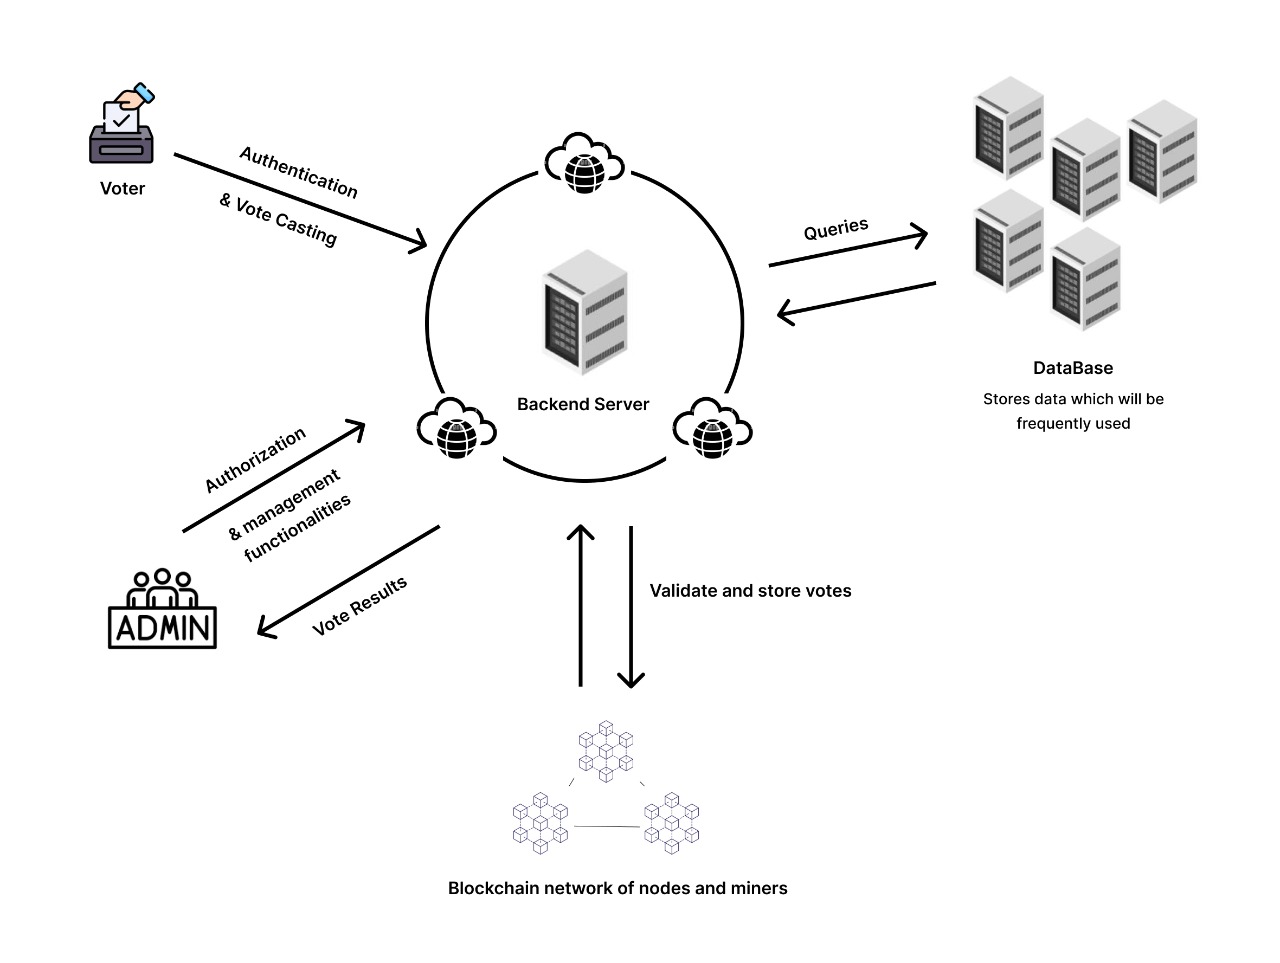 Voter
Authentication
& Vote Casting
Queries
DataBase
Stores data which will be
frequently used
Backend Server
Authorization
& management
functionalities
Vote Results
ADMIN
Validate and store votes
Blockchain network of nodes and miners